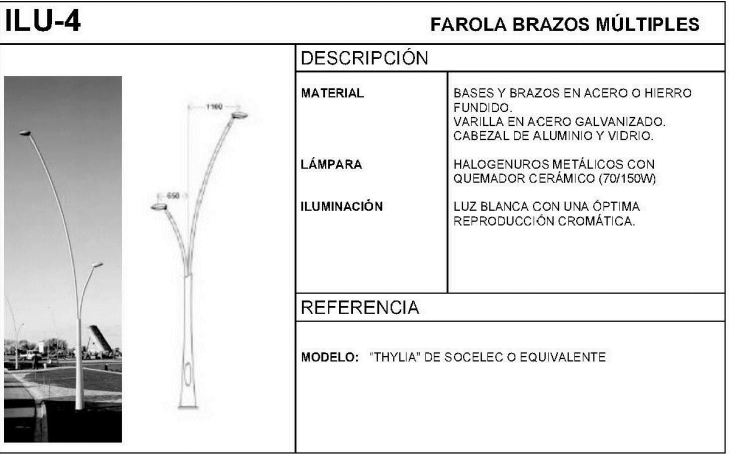 ILU-4
FAROLA BRAZOS MÚLTIPLES
DESCRIPCIÓN
MATERIAL
BASES Y BRAZOS EN ACERO O HIERRO
FUNDIDO.
VARILLA EN ACERO GALVANIZADO.
CABEZAL DE ALUMINIO Y VIDRIO.
LÁMPARA
HALOGENUROS METÁLICOS CON
QUEMADOR CERÁMICO (70/150W)
ILUMINACIÓN
LUZ BLANCA CON UNA ÓPTIMA
REPRODUCCIÓN CROMÁTICA.
1160
650
REFERENCIA
MODELO: "THYLIA" DE SOCELEC O EQUIVALENTE